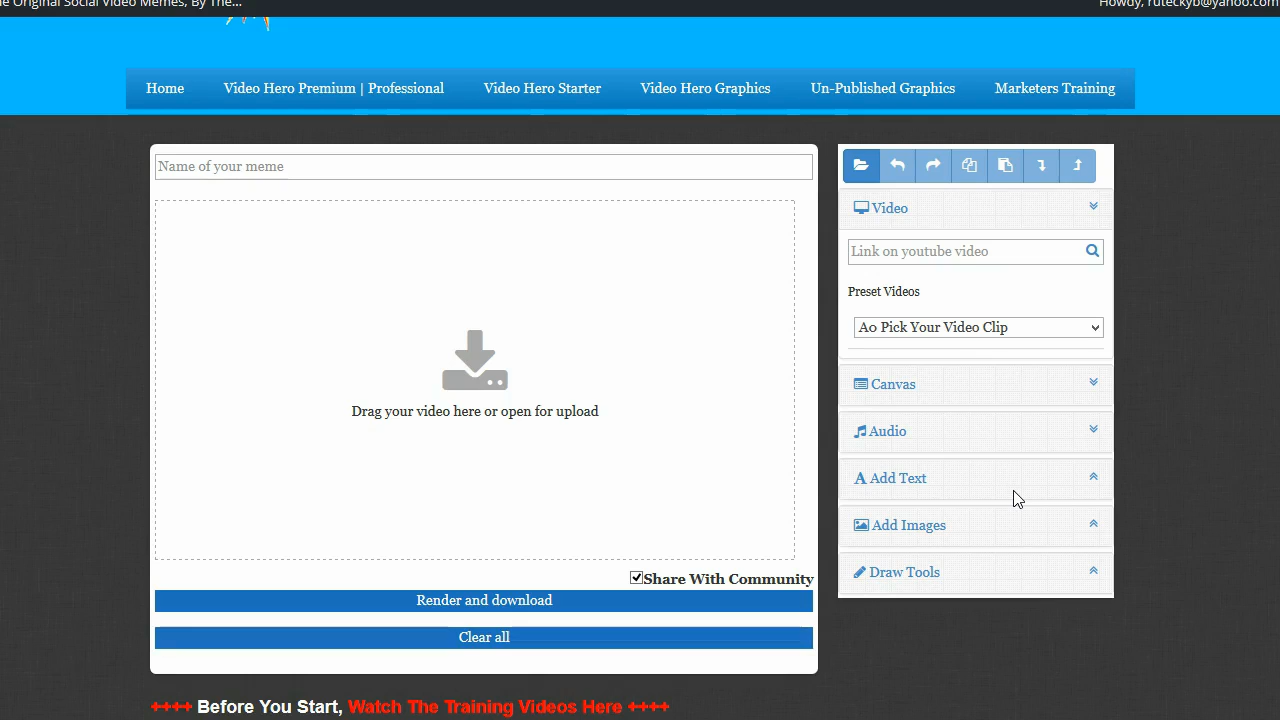 e Original Social Video Memes, By The...
Howdy, ruteckyb@yahoo.com
Home
Video Hero Premium | Professional
Video Hero Starter
Video Hero Graphics
Un-Published Graphics
Marketers Training
Name of your meme
Drag your video here or open for upload
Share With Community
Render and download
Clear all
Video
Link on youtube video
Preset Videos
A0 Pick Your Video Clip
Canvas
Audio
Add Text
Add Images
Draw Tools
++++ Before You Start, Watch The Training Videos Here ++++